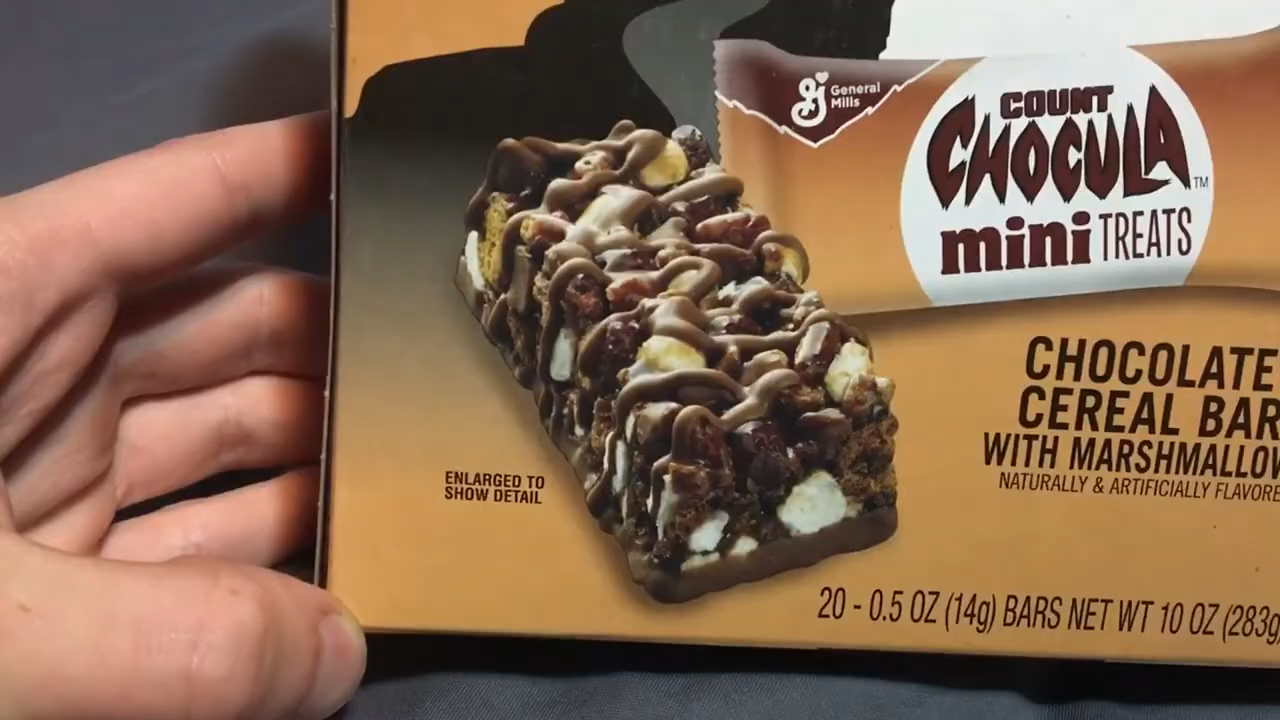 General
Mills
COUNT
CHOCULA™
mini TREATS
CHOCOLATE
CEREAL BAR
WITH MARSHMALLOW
NATURALLY & ARTIFICIALLY FLAVORE
ENLARGED TO
SHOW DETAIL
20 - 0.5 OZ (14g) BARS NET WT 10 OZ (283g